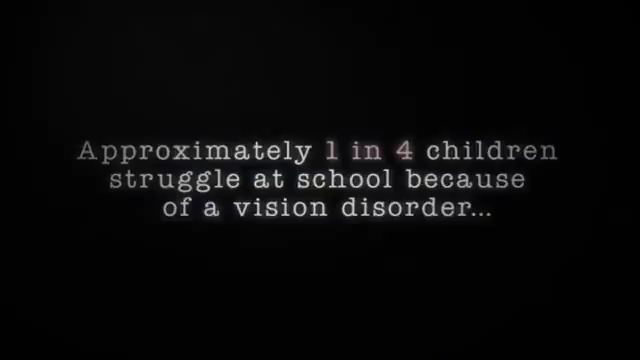 Approximately 1 in 4 children
struggle at school because
of a vision disorder...